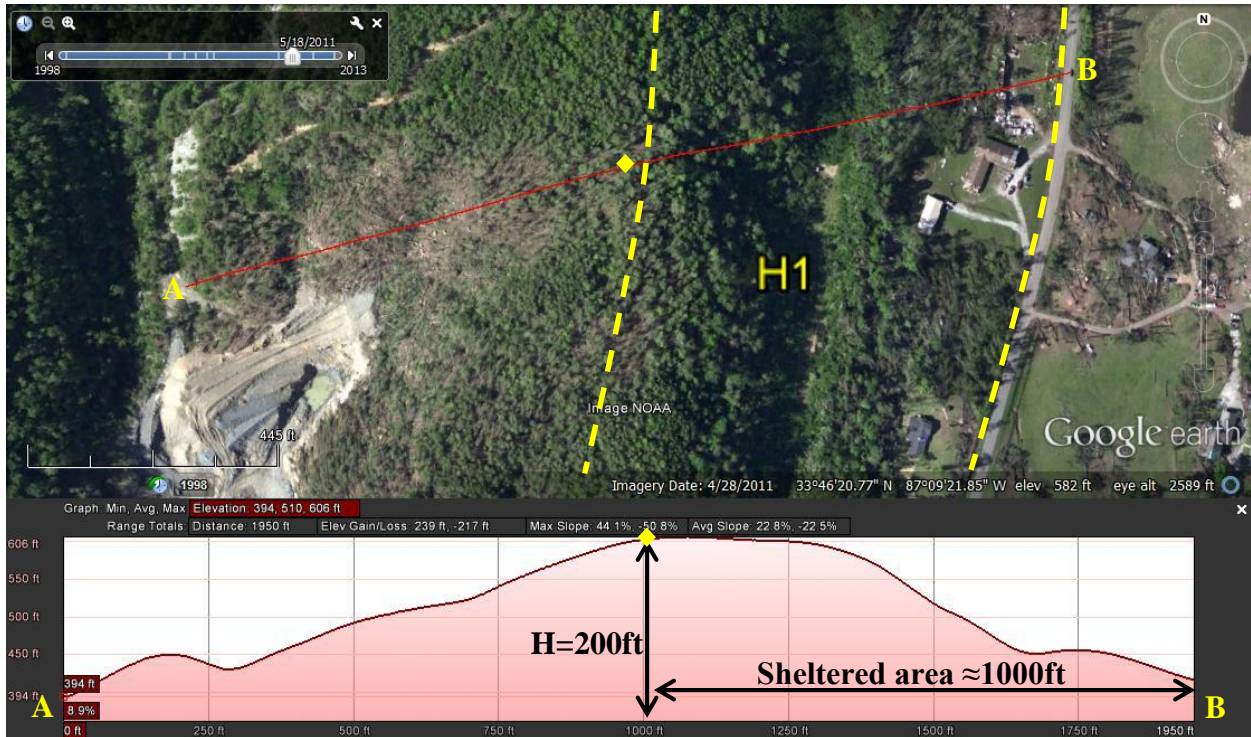 5/18/2011
1998
2013
N
B
A
H1
Image NOAA
445 ft
Google earth
1998
Imagery Date: 4/28/2011 33°46'20.77" N 87°09'21.85" W elev 582 ft eye alt 2589 ft
Graph: Min, Avg, Max Elevation: 394, 510, 606 ft
Range Totals: Distance: 1950 ft Elev Gain/Loss: 239 ft, -217 ft Max Slope: 44.1%, -50.8% Avg Slope: 22.8%, -22.5%
606 ft
550 ft
500 ft
H=200ft
450 ft
Sheltered area ≈1000ft
394 ft
394 ft
A
8.9%
B
0 ft 250 ft 500 ft 750 ft 1000 ft 1250 ft 1500 ft 1750 ft 1950 ft